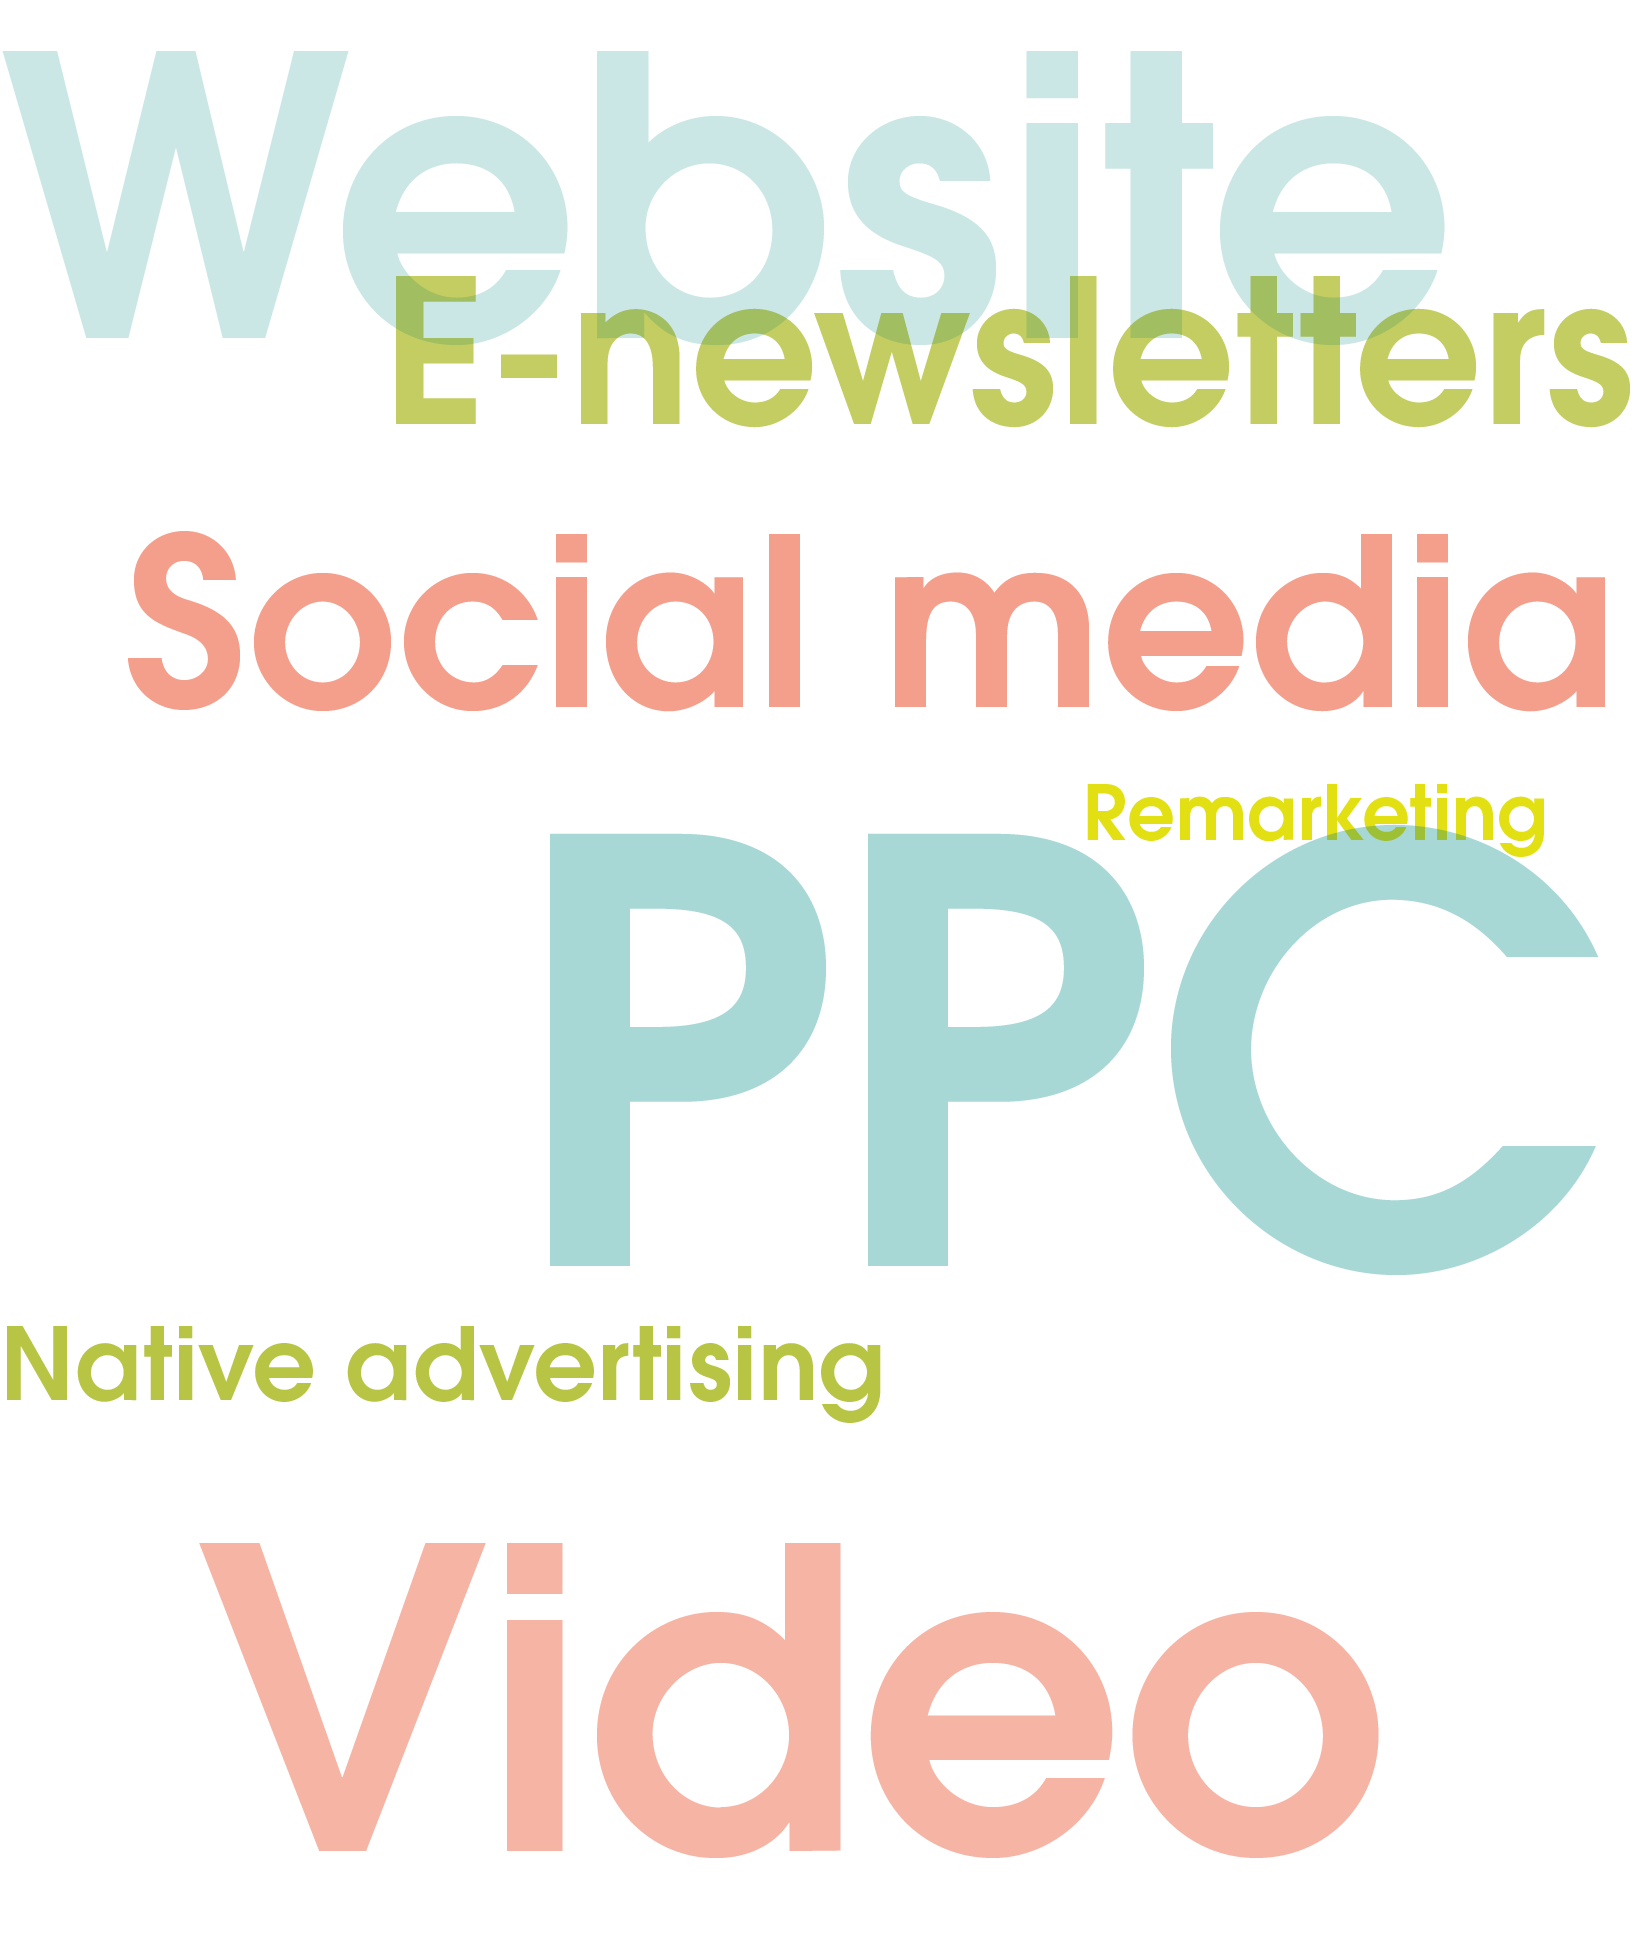 Website
E-newsletters
Social media
Remarketing
PPC
Native advertising
Video